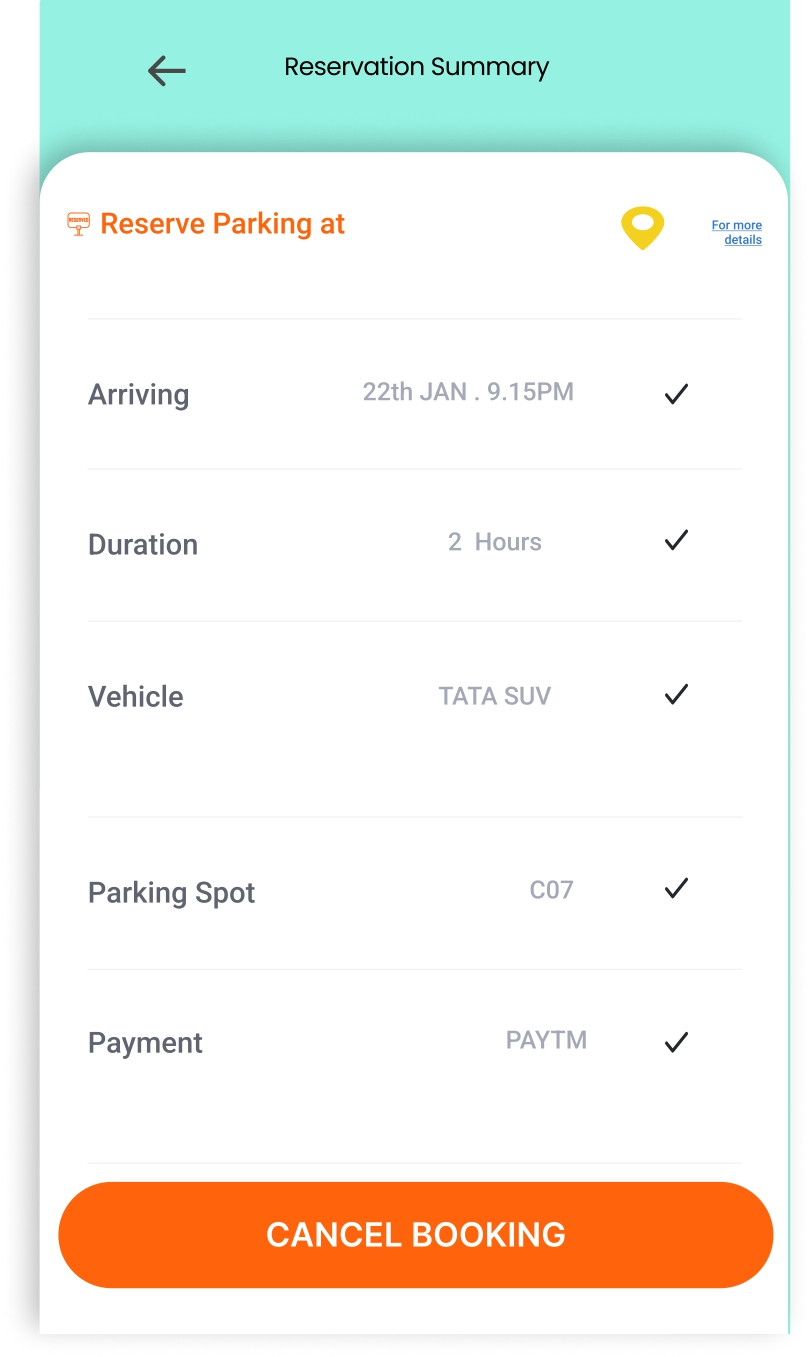 Reservation Summary
RESERVED
Reserve Parking at
For more
details
Arriving
22th JAN . 9.15PM
Duration
2 Hours
Vehicle
TATA SUV
Parking Spot
C07
Payment
PAYTM
CANCEL BOOKING